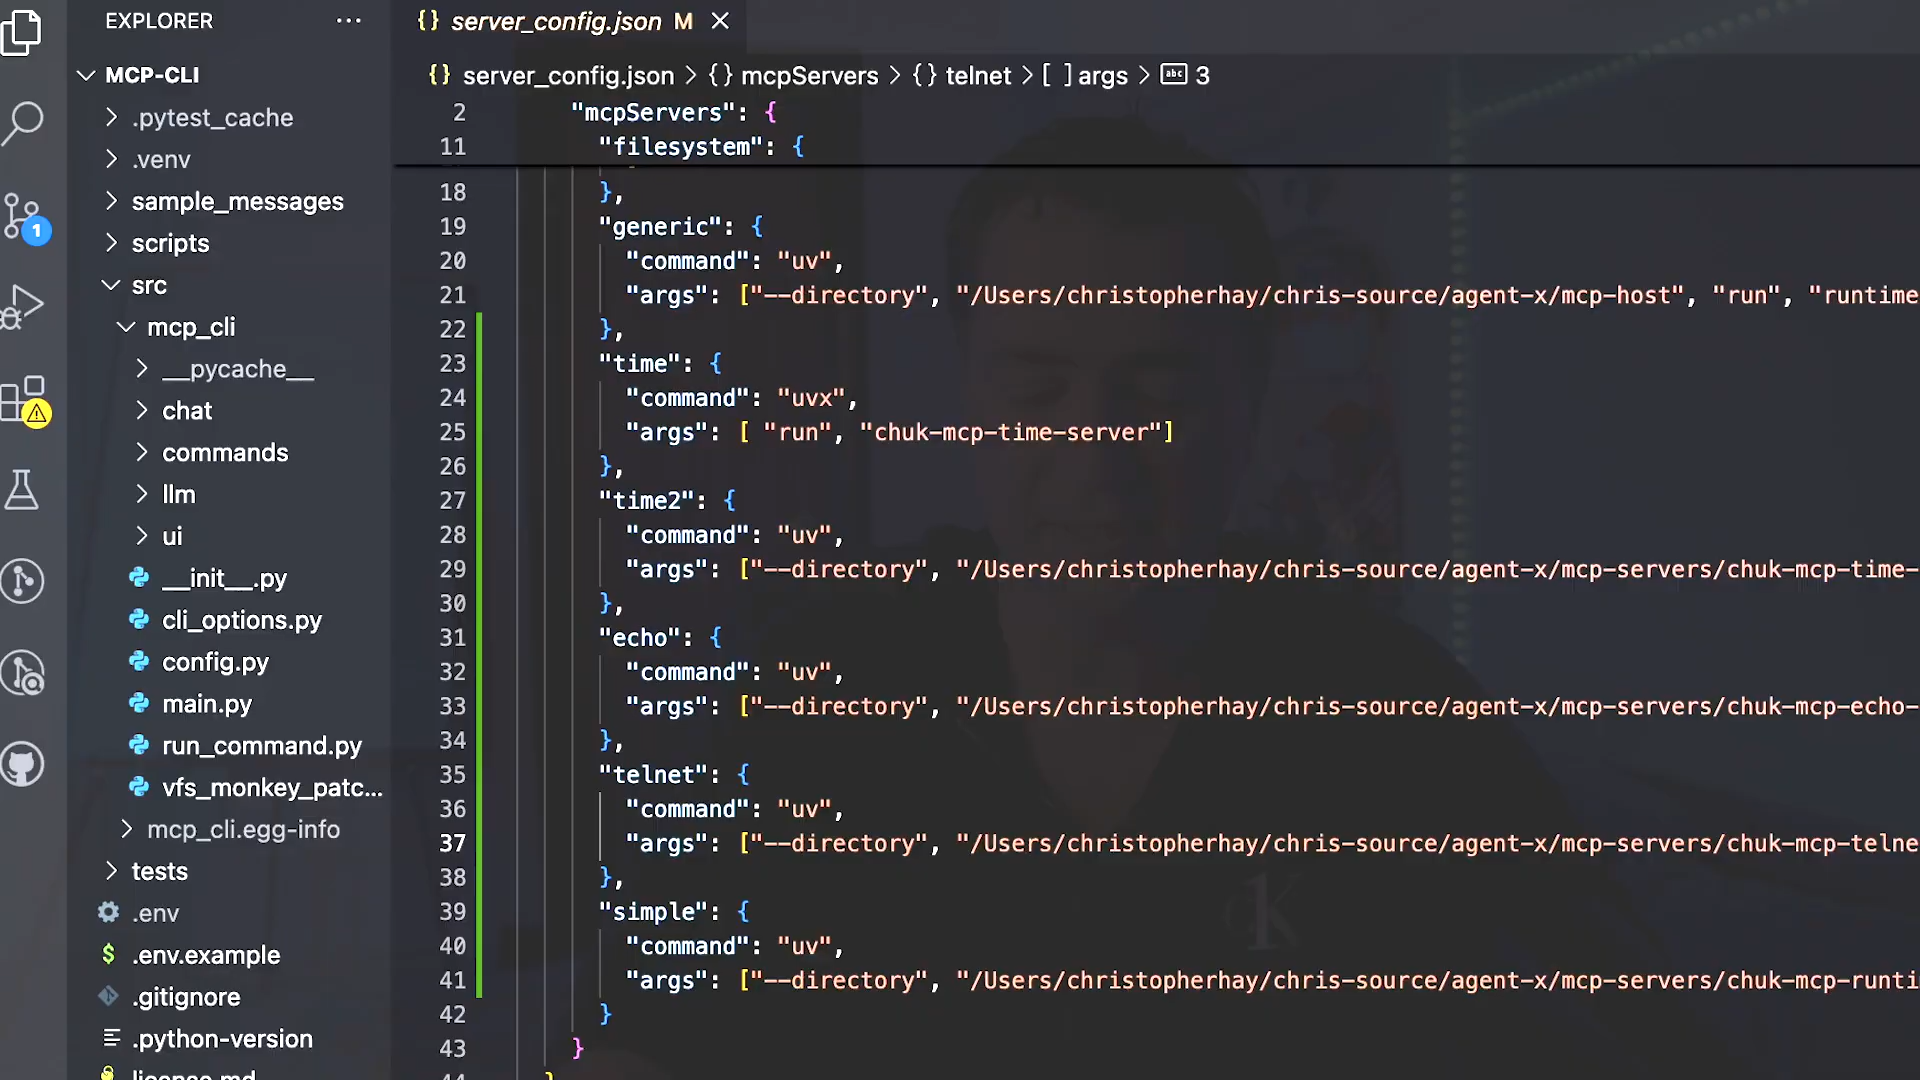 EXPLORER
MCP-CLI
.pytest_cache
.venv
sample_messages
scripts
src
mcp_cli
__pycache__
chat
commands
llm
ui
__init__.py
cli_options.py
config.py
main.py
run_command.py
vfs_monkey_patc...
mcp_cli.egg-info
tests
.env
$ .env.example
.gitignore
.python-version
license.md
1
{} server_config.json M
{} server_config.json > {} mcpServers > {} telnet > [ ] args > abc 3
2 "mcpServers": {
11 "filesystem": {
18 },
19 "generic": {
20 "command": "uv",
21 "args": ["--directory", "/Users/christopherhay/chris-source/agent-x/mcp-host", "run", "runtime
22 },
23 "time": {
24 "command": "uvx",
25 "args": [ "run", "chuk-mcp-time-server"]
26 },
27 "time2": {
28 "command": "uv",
29 "args": ["--directory", "/Users/christopherhay/chris-source/agent-x/mcp-servers/chuk-mcp-time-
30 },
31 "echo": {
32 "command": "uv",
33 "args": ["--directory", "/Users/christopherhay/chris-source/agent-x/mcp-servers/chuk-mcp-echo-
34 },
35 "telnet": {
36 "command": "uv",
37 "args": ["--directory", "/Users/christopherhay/chris-source/agent-x/mcp-servers/chuk-mcp-telne
38 },
39 "simple": {
40 "command": "uv",
41 "args": ["--directory", "/Users/christopherhay/chris-source/agent-x/mcp-servers/chuk-mcp-runti
42 }
43 }
44 }